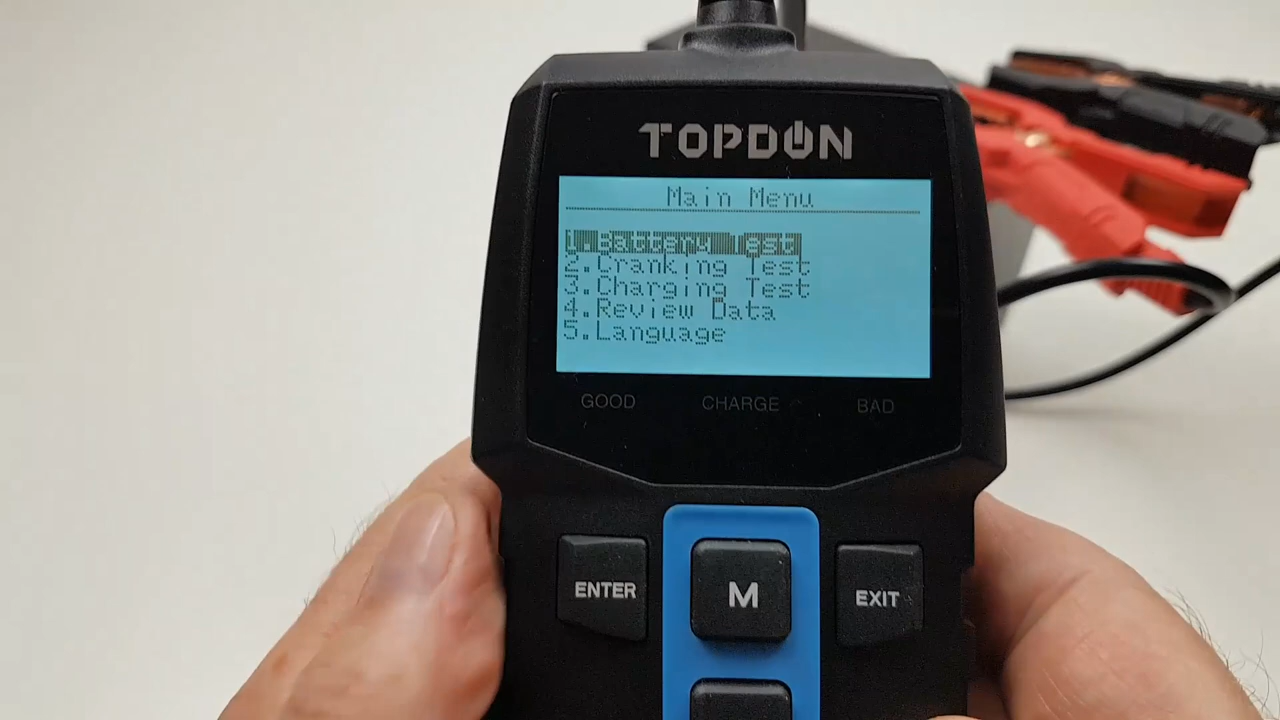 TOPDON
Main Menu
1.Battery Test
2.Cranking Test
3.Charging Test
4.Review Data
5.Language
GOOD CHARGE BAD
ENTER M EXIT